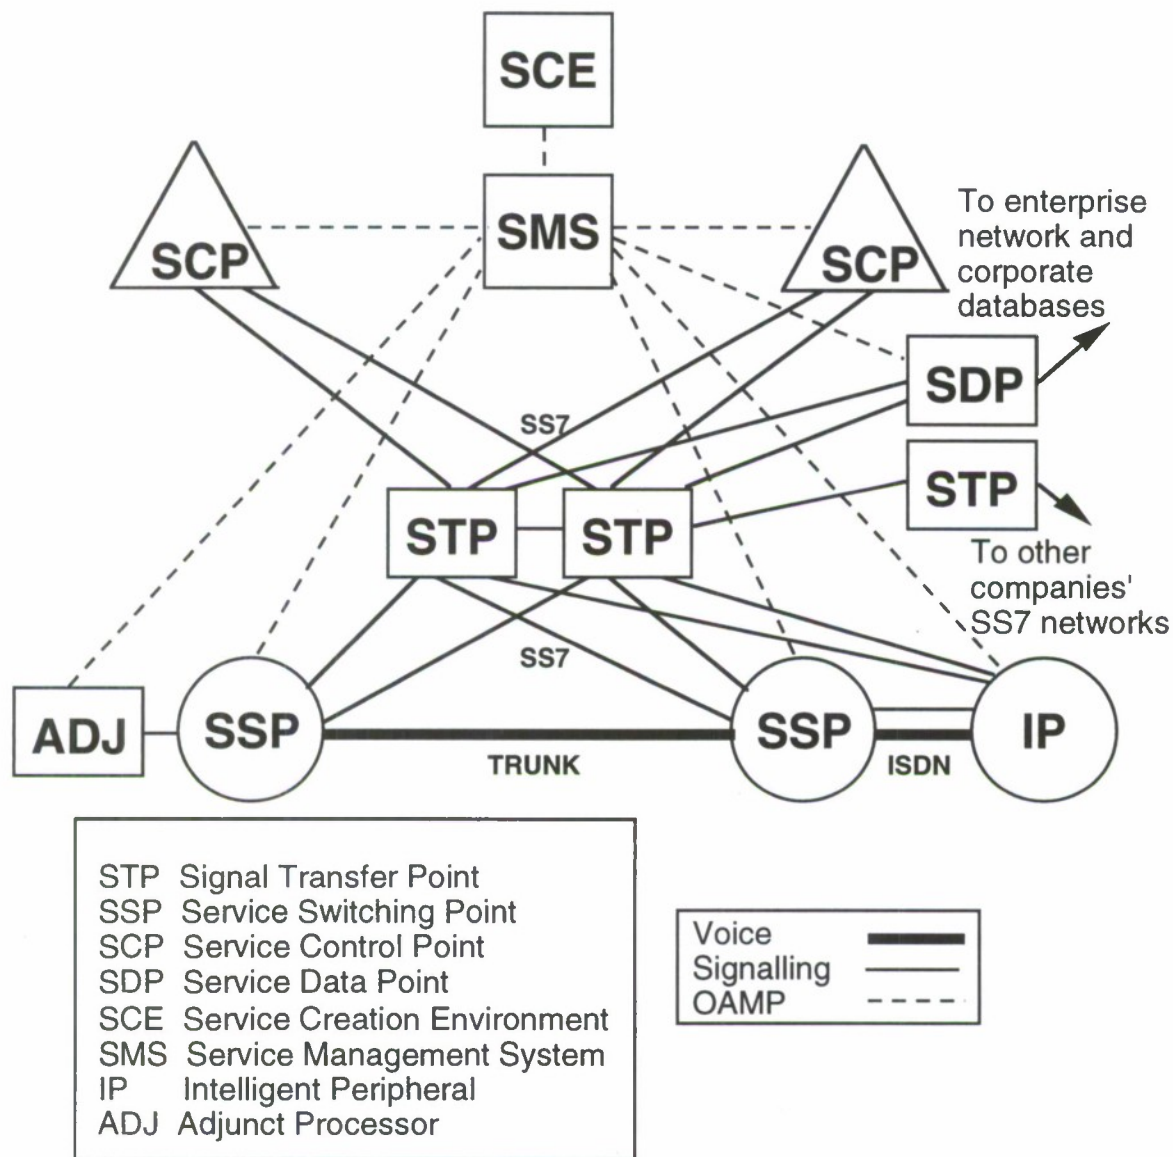 SCE
SMS
SCP
SCP
To enterprise
network and
corporate
databases
SDP
SS7
STP
STP
STP
To other
companies'
SS7 networks
SS7
ADJ
SSP
SSP
IP
TRUNK
ISDN
STP Signal Transfer Point
SSP Service Switching Point
SCP Service Control Point
SDP Service Data Point
SCE Service Creation Environment
SMS Service Management System
IP Intelligent Peripheral
ADJ Adjunct Processor
Voice
Signalling
OAMP